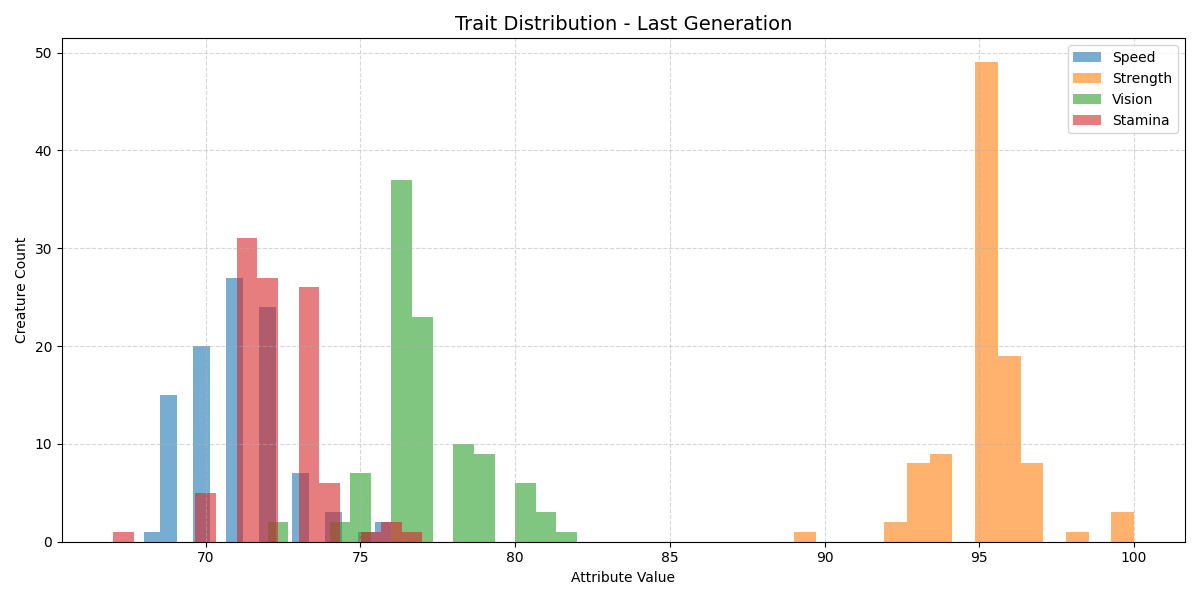 Trait Distribution - Last Generation
Speed
Strength
Vision
Stamina
Creature Count
50
40
30
20
10
0
70 75 80 85 90 95 100
Attribute Value